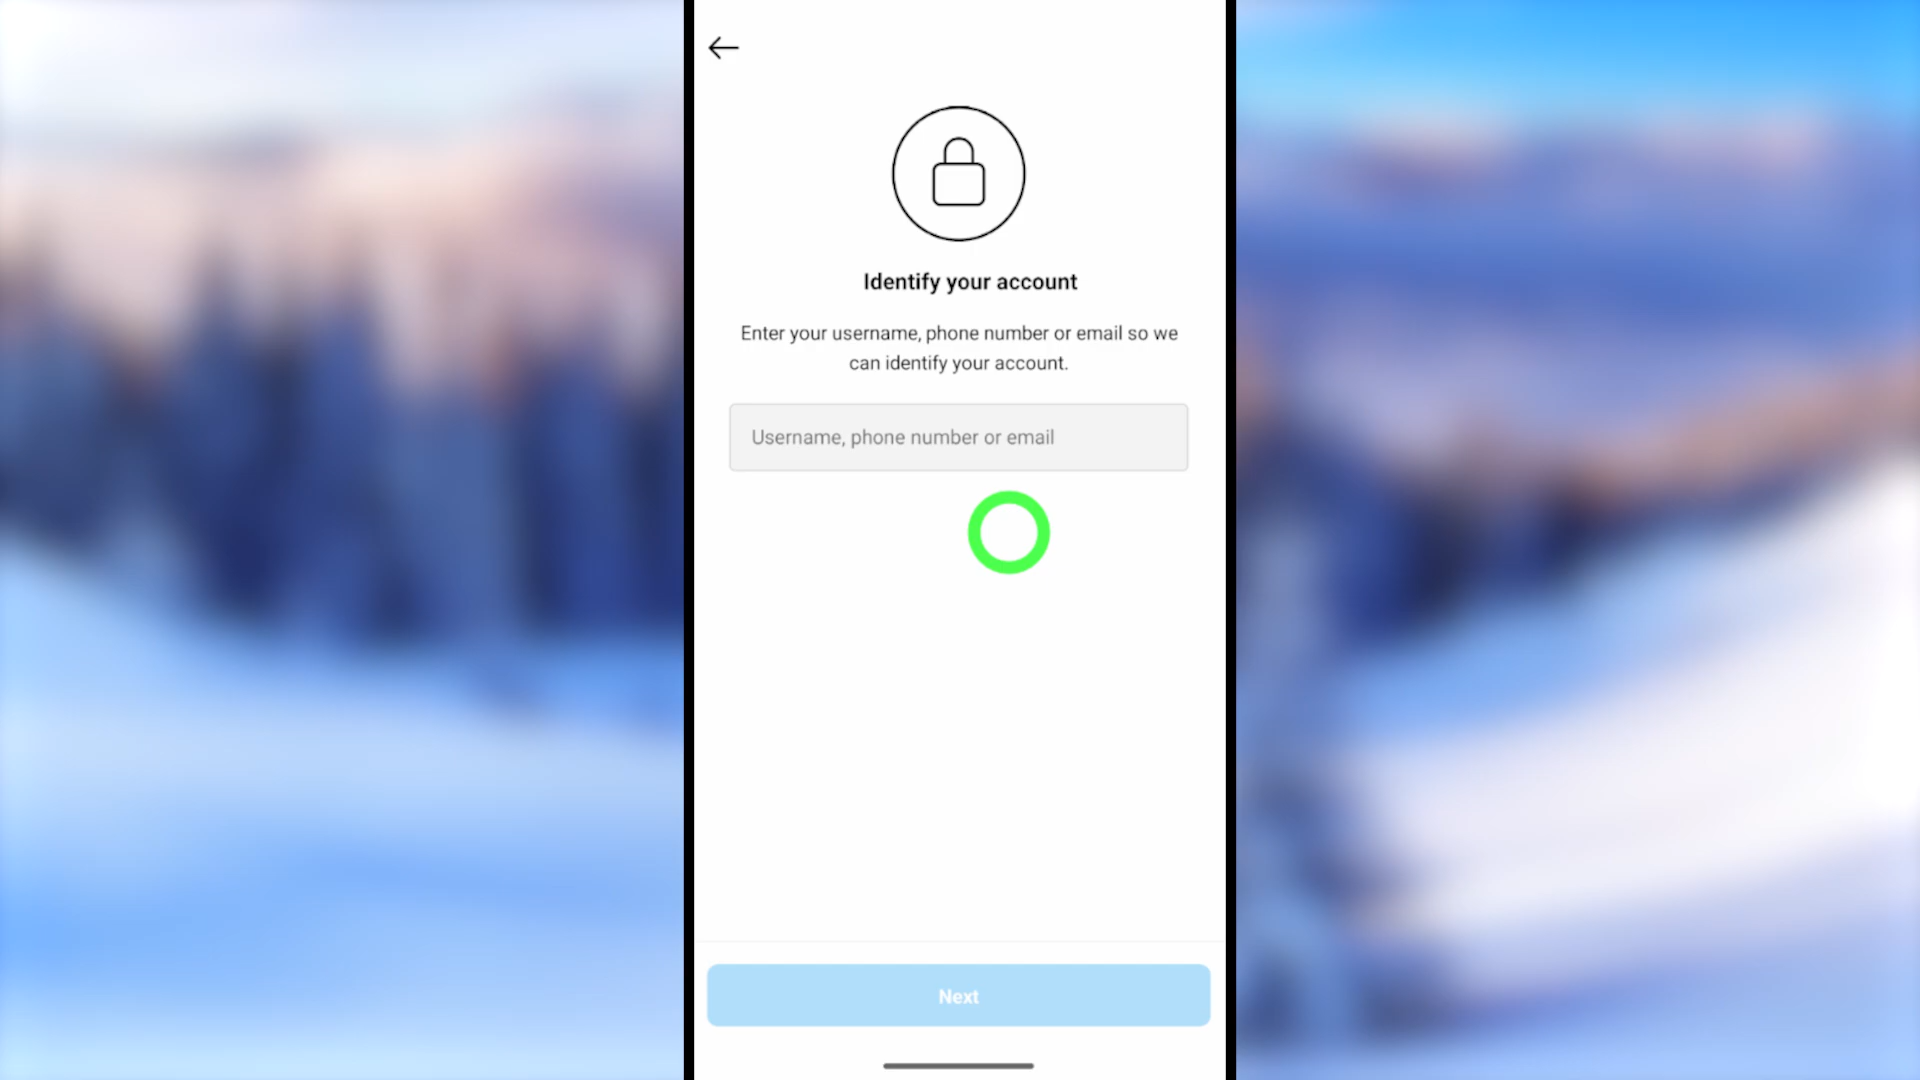 Identify your account
Enter your username, phone number or email so we
can identify your account.
Username, phone number or email
Next